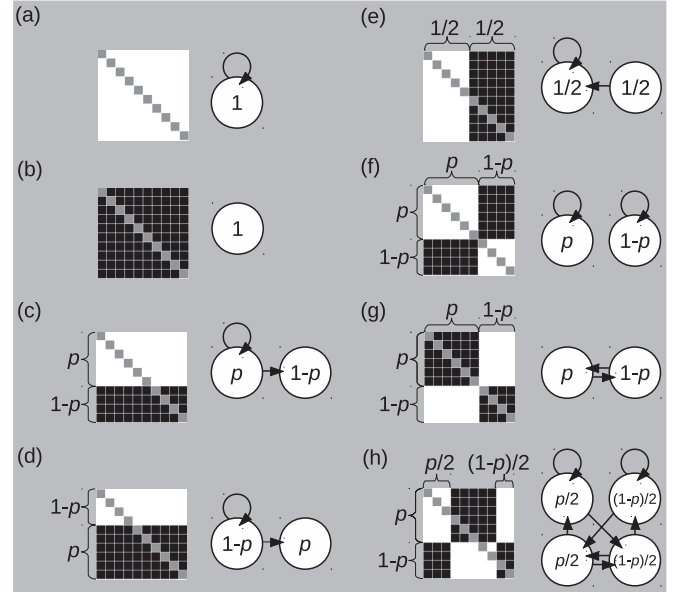 (a)
1
(b)
1
(c)
p
1-p
p
1-p
(d)
1-p
p
1-p
p
(e)
1/2 1/2
1/2 1/2
(f)
p 1-p
p
1-p
p 1-p
(g)
p 1-p
p 1-p
(h)
p/2 (1-p)/2
p
1-p
p/2 (1-p)/2
p/2 (1-p)/2